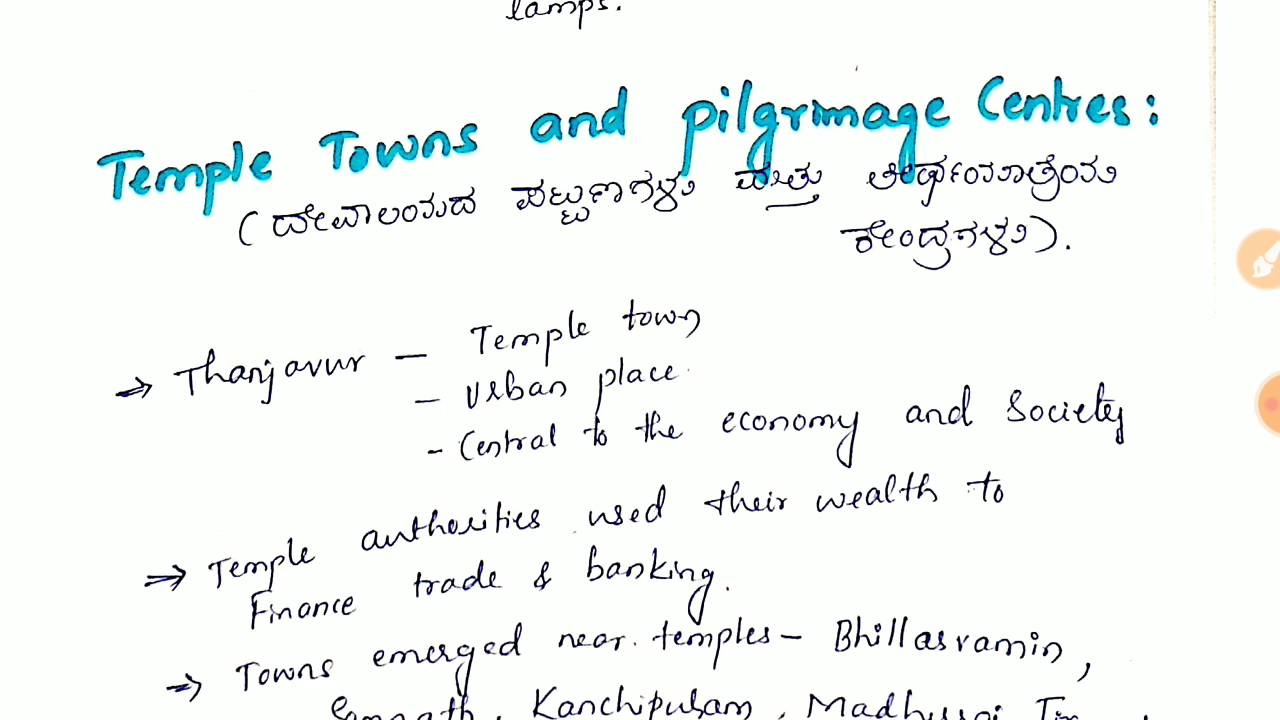 lamps.
Temple Towns and pilgrimage Centres:
(ದೇವಾಲಯದ ಪಟ್ಟಣಗಳು ಮತ್ತು ತೀರ್ಥಯಾತ್ರೆಯ
ಕೇಂದ್ರಗಳು).
⇒ Thanjavur – Temple town
– Urban place.
– Central to the economy and Society
⇒ Temple authorities used their wealth to
Finance trade & banking.
⇒ Towns emerged near temples – Bhillasvamin,
Kanchipuram, Madhurai